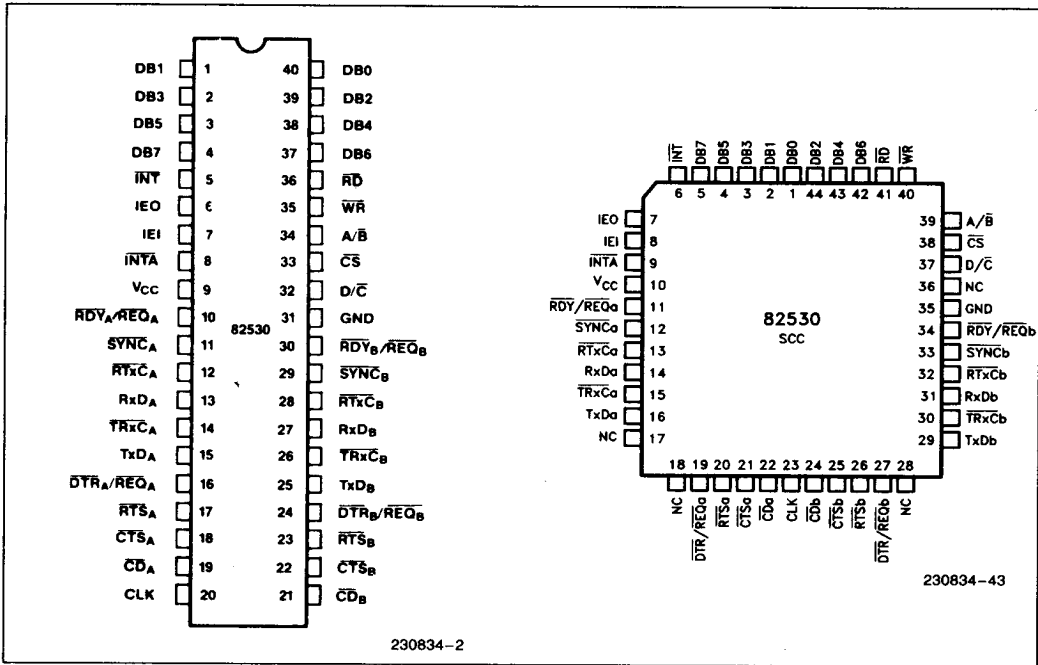 DB1 1 40 DB0
DB3 2 39 DB2
DB5 3 38 DB4
DB7 4 37 DB6
INT 5 36 RD
IEO 6 35 WR
IEI 7 34 A/B
INTA 8 33 CS
VCC 9 32 D/C
RDYA/REQA 10 31 GND
82530
SYNCA 11 30 RDYB/REQB
RTxCA 12 29 SYNCB
RxDA 13 28 RTxCB
TRxCA 14 27 RxDB
TxDA 15 26 TRxCB
DTRA/REQA 16 25 TxDB
RTSA 17 24 DTRB/REQB
CTSA 18 23 RTSB
CDA 19 22 CTSB
CLK 20 21 CDB
230834-2
INT DB7 DB5 DB3 DB1 DB0 DB2 DB4 DB6 RD WR
6 5 4 3 2 1 44 43 42 41 40
IEO 7 39 A/B
IEI 8 38 CS
INTA 9 37 D/C
VCC 10 36 NC
RDY/REQa 11 35 GND
SYNCa 12 34 RDY/REQb
RTxCa 13 33 SYNCb
RxDa 14 32 RTxCb
TRxCa 15 31 RxDb
TxDa 16 30 TRxCb
NC 17 29 TxDb
82530
SCC
18 19 20 21 22 23 24 25 26 27 28
NC DTR/REQa RTSa CTSa CDa CLK CDb CTSb RTSb DTR/REQb NC
230834-43